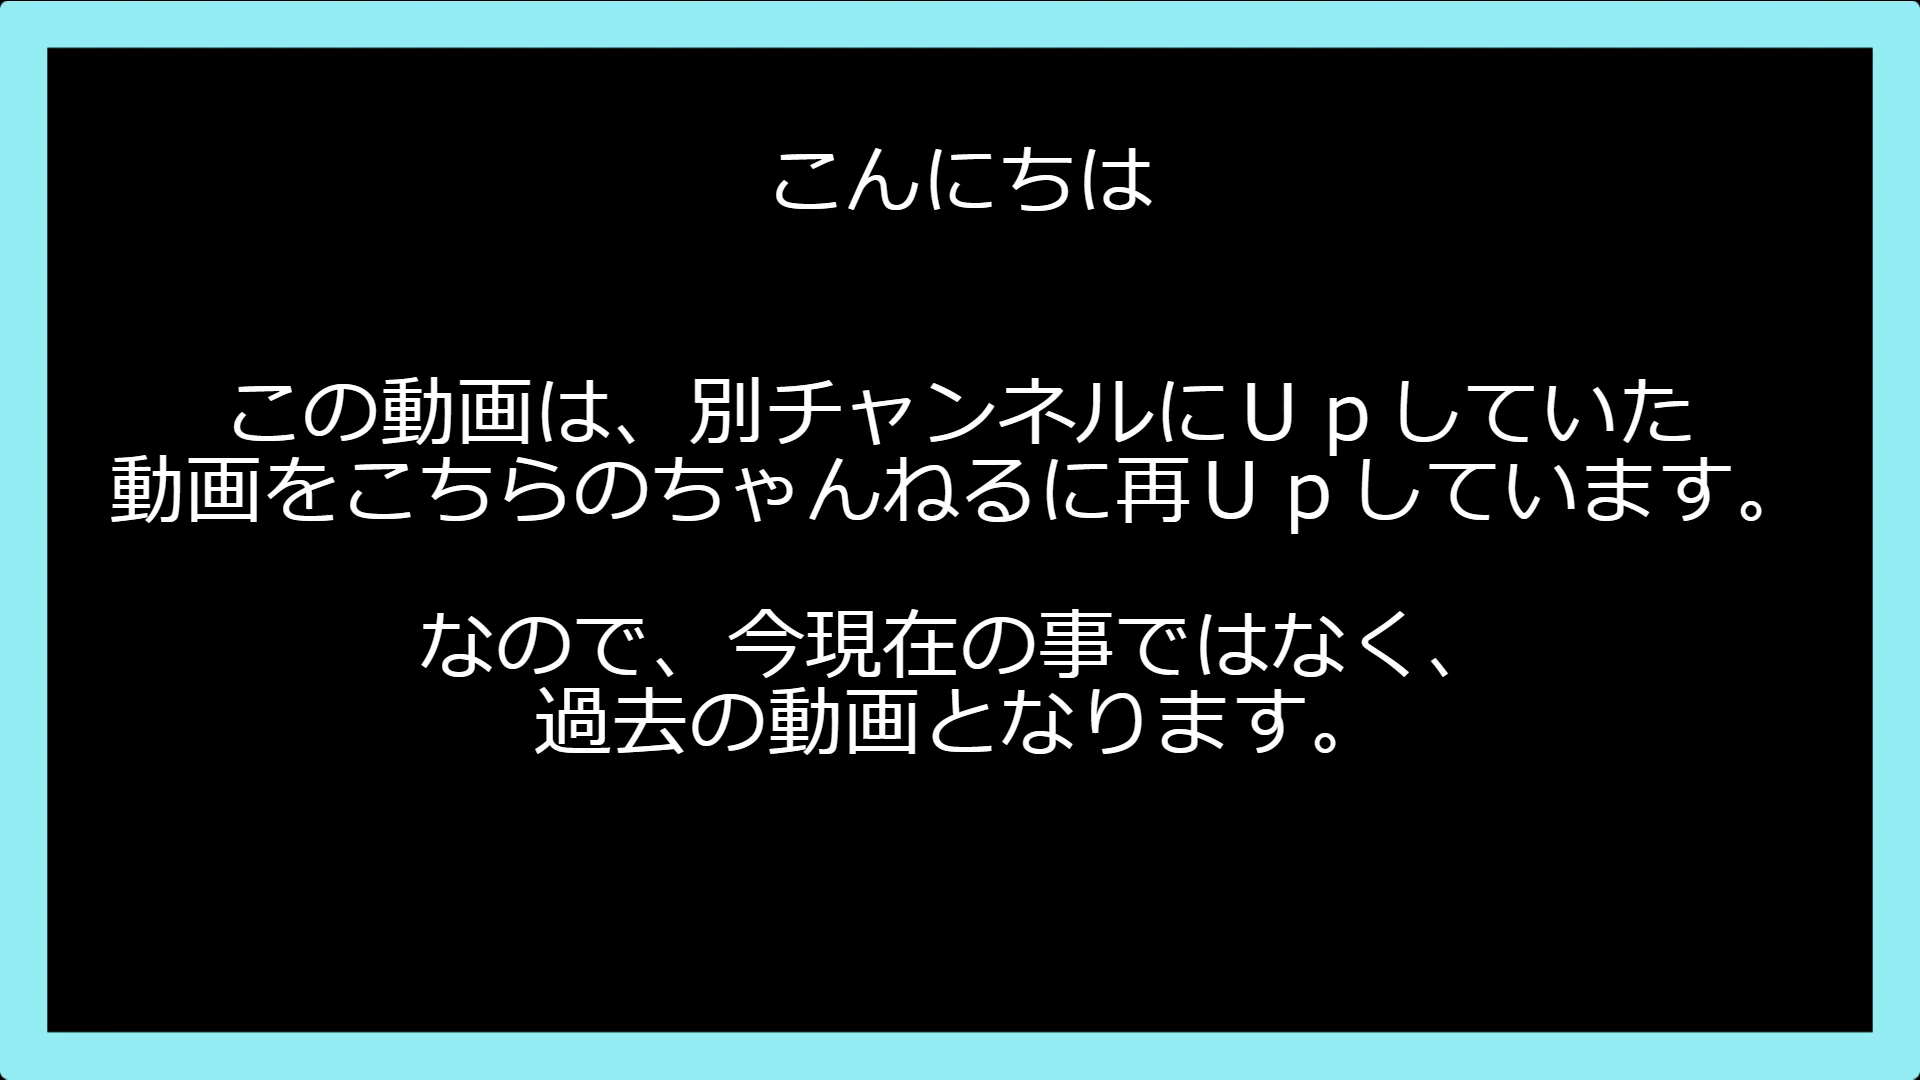 こんにちは
この動画は、別チャンネルにＵｐしていた
動画をこちらのちゃんねるに再Ｕｐしています。
なので、今現在の事ではなく、
過去の動画となります。